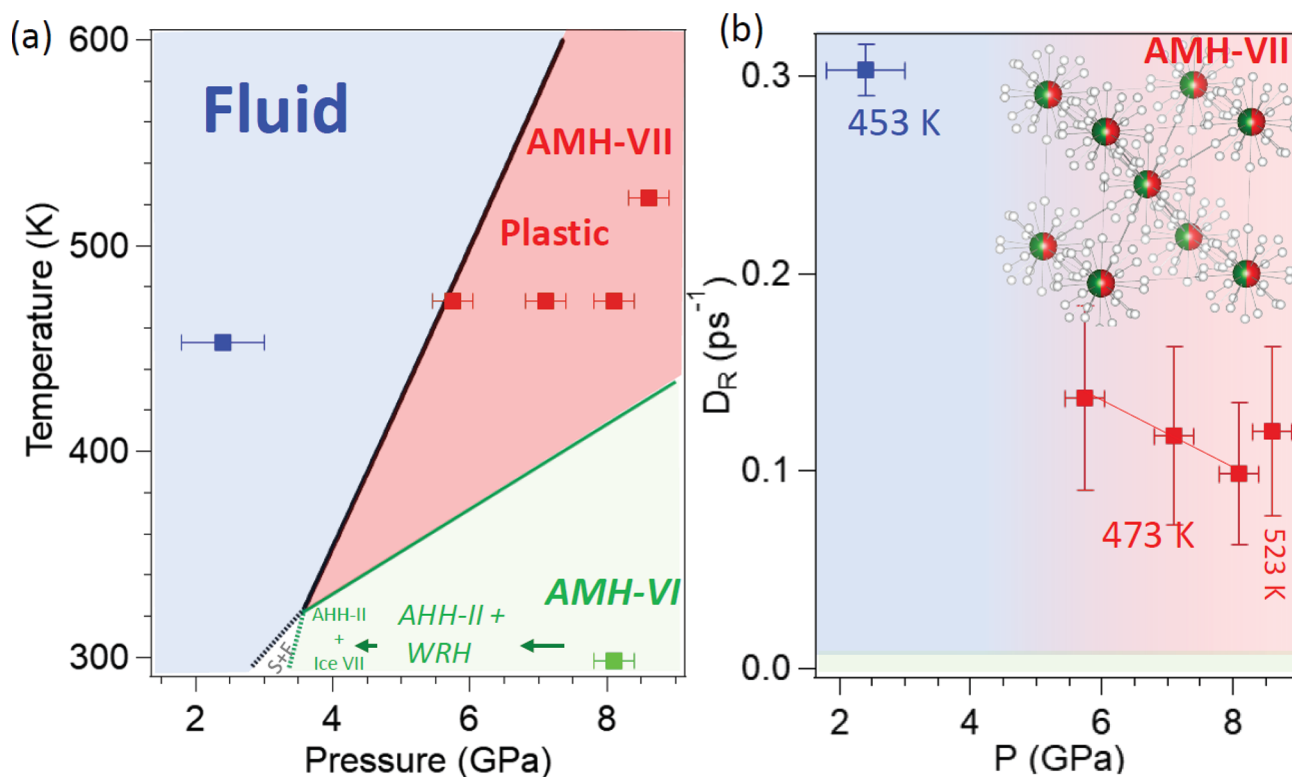 (a)
600
500
400
300
Temperature (K)
Fluid
AMH-VII
Plastic
AMH-VI
AHH-II
+
Ice VII
AHH-II +
WRH
S+F
2
4
6
8
Pressure (GPa)
(b)
0.3
0.2
0.1
0.0
D_R (ps⁻¹)
AMH-VII
453 K
473 K
523 K
2
4
6
8
P (GPa)